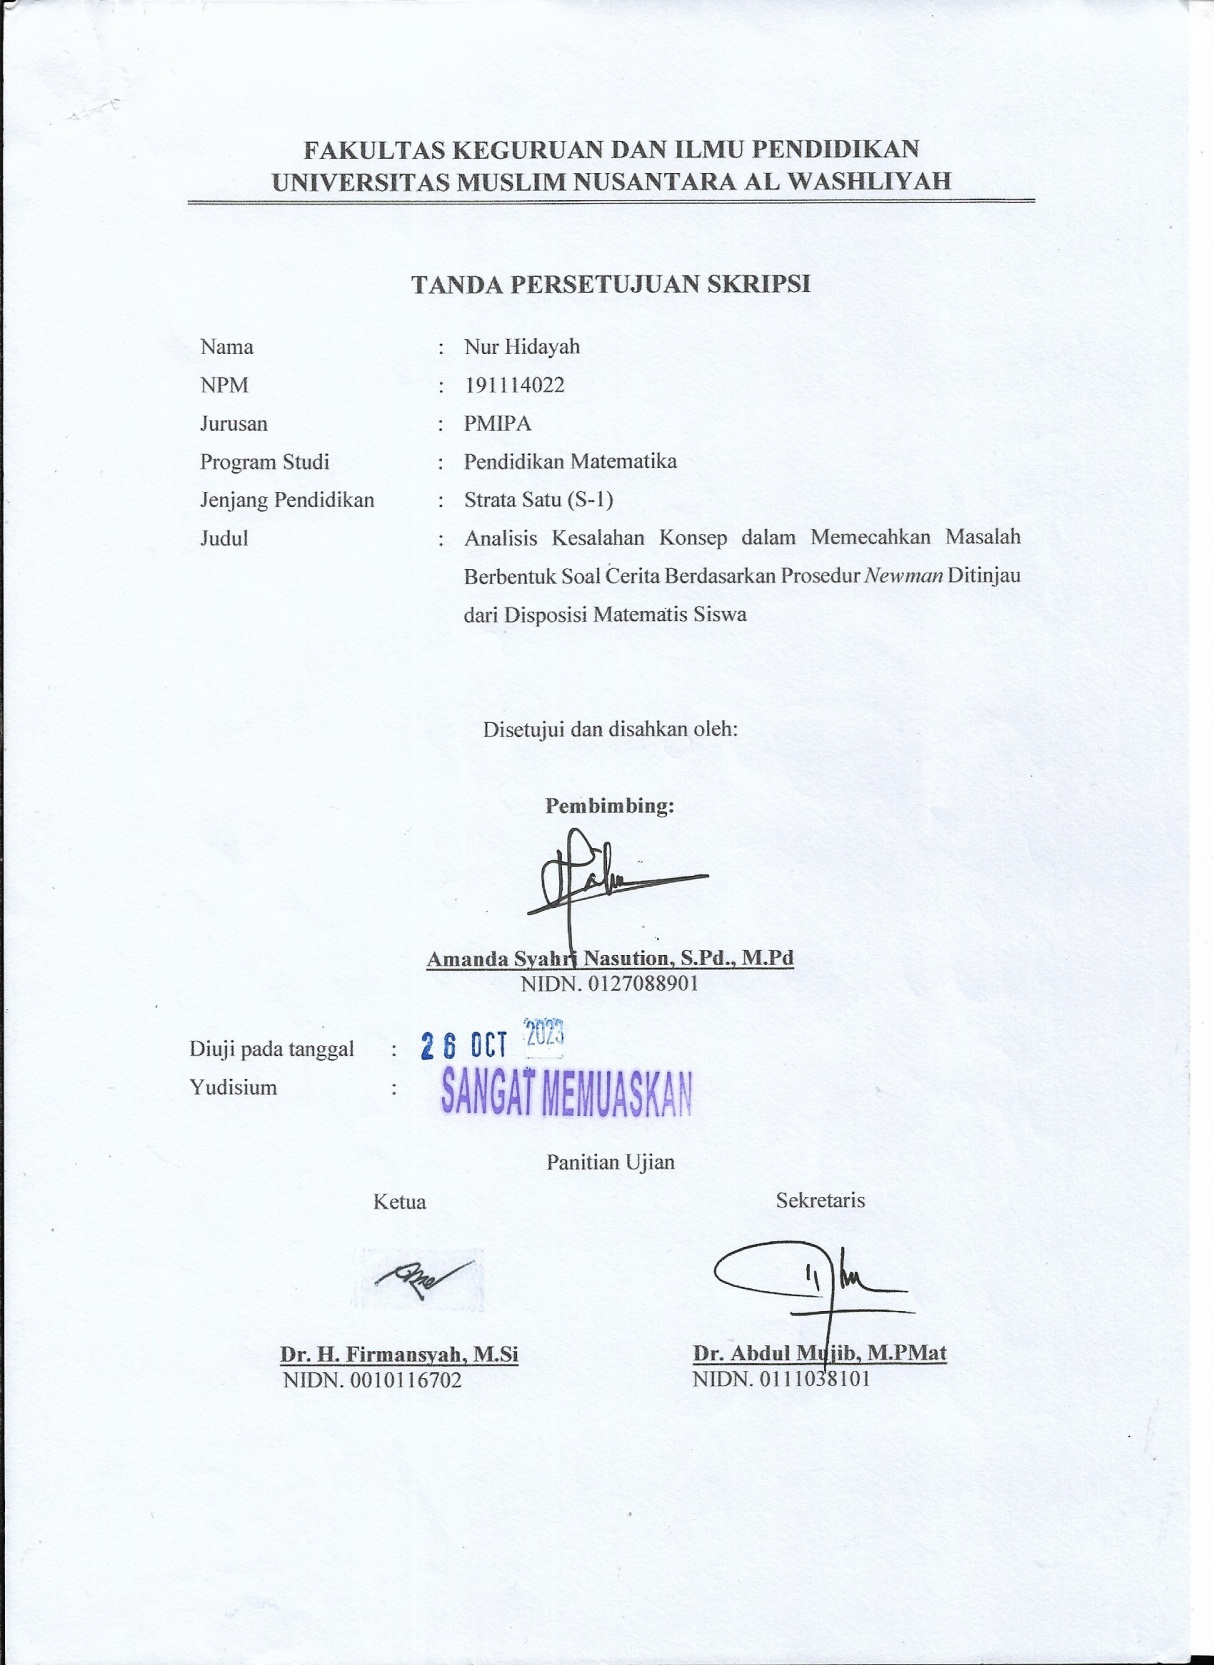 FAKULTAS KEGURUAN DAN ILMU PENDIDIKAN
UNIVERSITAS MUSLIM NUSANTARA AL WASHLIYAH
TANDA PERSETUJUAN SKRIPSI
Nama : Nur Hidayah
NPM : 191114022
Jurusan : PMIPA
Program Studi : Pendidikan Matematika
Jenjang Pendidikan : Strata Satu (S-1)
Judul : Analisis Kesalahan Konsep dalam Memecahkan Masalah
Berbentuk Soal Cerita Berdasarkan Prosedur Newman Ditinjau
dari Disposisi Matematis Siswa
Disetujui dan disahkan oleh:
Pembimbing:
Amanda Syahri Nasution, S.Pd., M.Pd
NIDN. 0127088901
Diuji pada tanggal : 26 OCT 2023
Yudisium : SANGAT MEMUASKAN
Panitian Ujian
Ketua Sekretaris
Dr. H. Firmansyah, M.Si Dr. Abdul Mujib, M.PMat
NIDN. 0010116702 NIDN. 0111038101